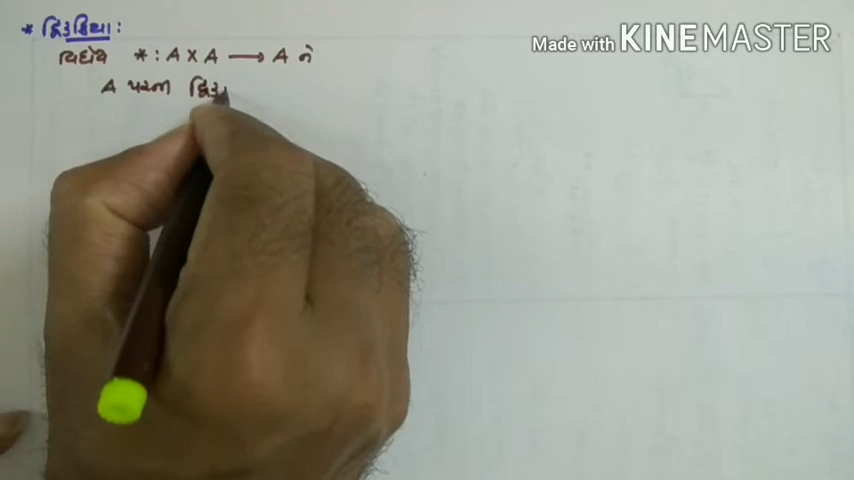 * દ્વિક્ક્રિયા :
વિધેય * : A X A → A ને
A પરની દ્વિક્
Made with KINEMASTER